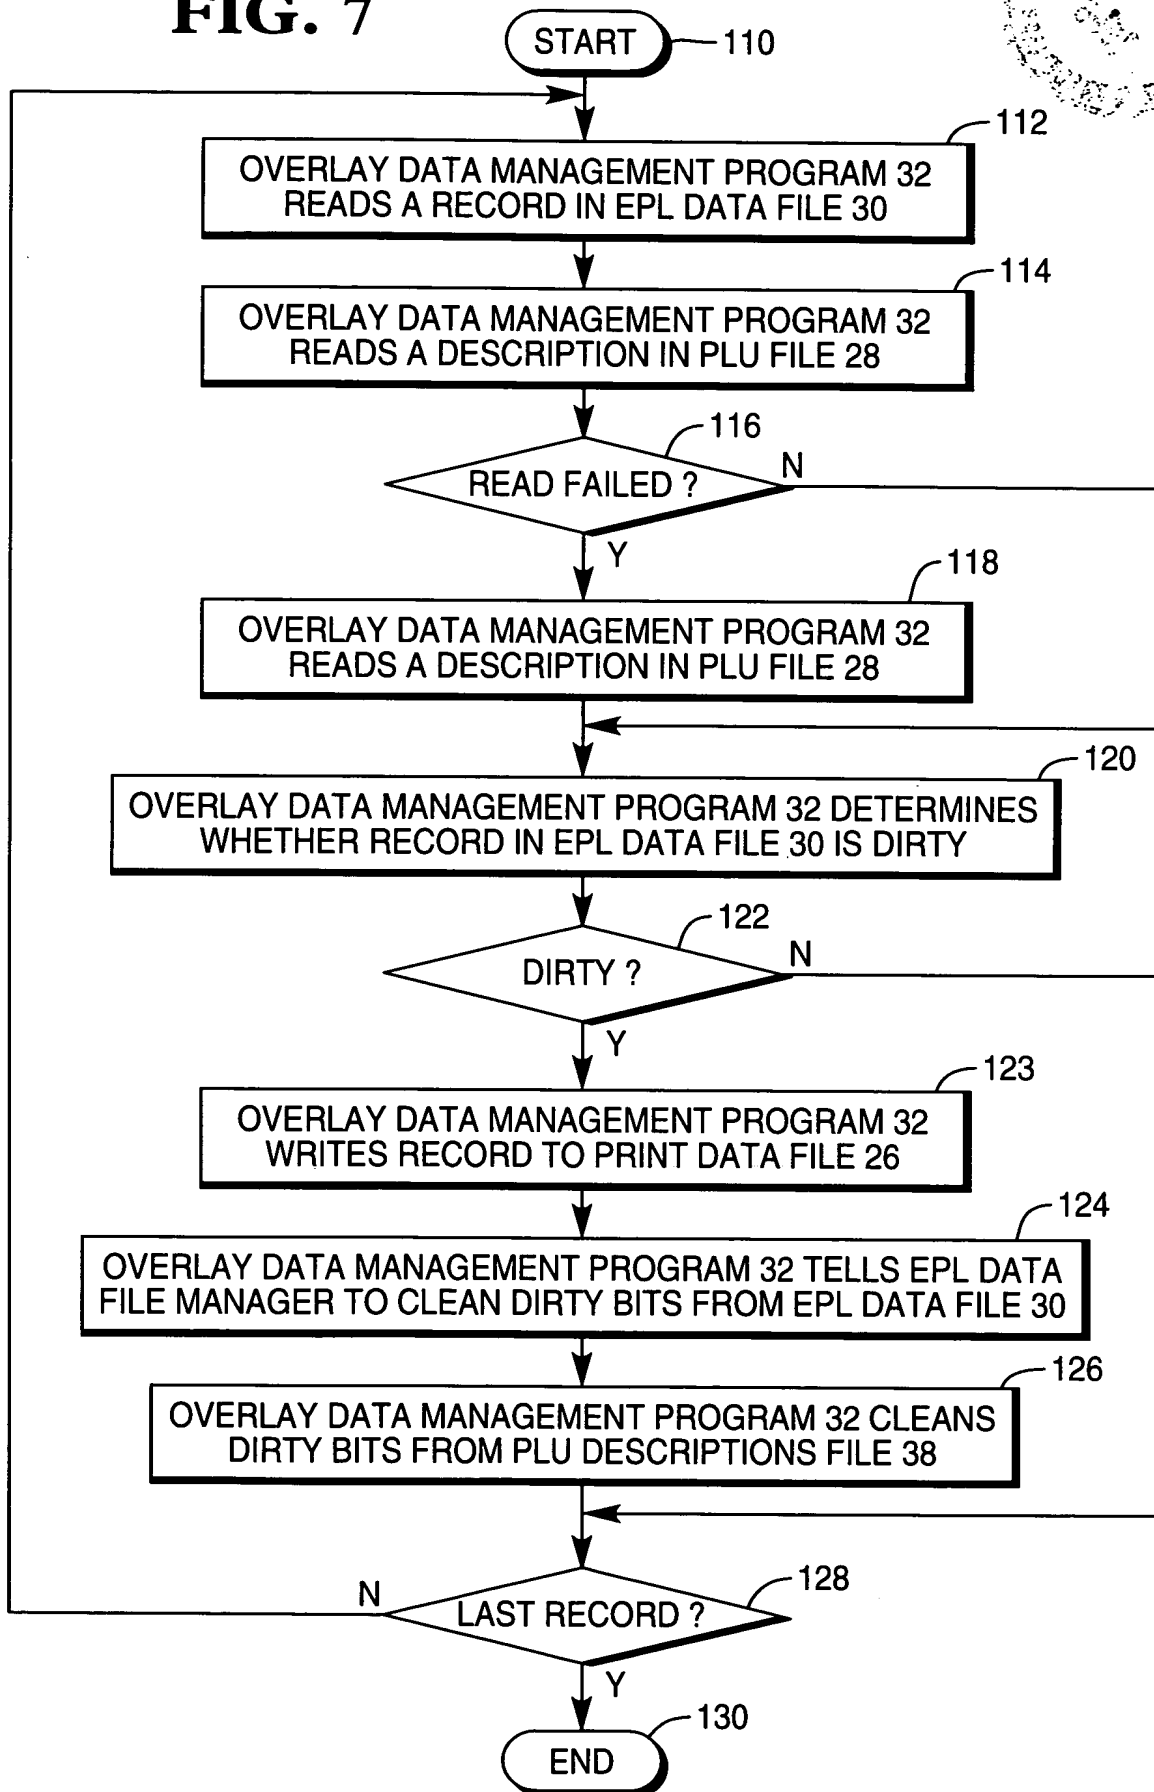 FIG. 7
START
110
112
OVERLAY DATA MANAGEMENT PROGRAM 32
READS A RECORD IN EPL DATA FILE 30
114
OVERLAY DATA MANAGEMENT PROGRAM 32
READS A DESCRIPTION IN PLU FILE 28
116
READ FAILED ?
N
Y
118
OVERLAY DATA MANAGEMENT PROGRAM 32
READS A DESCRIPTION IN PLU FILE 28
120
OVERLAY DATA MANAGEMENT PROGRAM 32 DETERMINES
WHETHER RECORD IN EPL DATA FILE 30 IS DIRTY
122
DIRTY ?
N
Y
123
OVERLAY DATA MANAGEMENT PROGRAM 32
WRITES RECORD TO PRINT DATA FILE 26
124
OVERLAY DATA MANAGEMENT PROGRAM 32 TELLS EPL DATA
FILE MANAGER TO CLEAN DIRTY BITS FROM EPL DATA FILE 30
126
OVERLAY DATA MANAGEMENT PROGRAM 32 CLEANS
DIRTY BITS FROM PLU DESCRIPTIONS FILE 38
N
128
LAST RECORD ?
Y
130
END